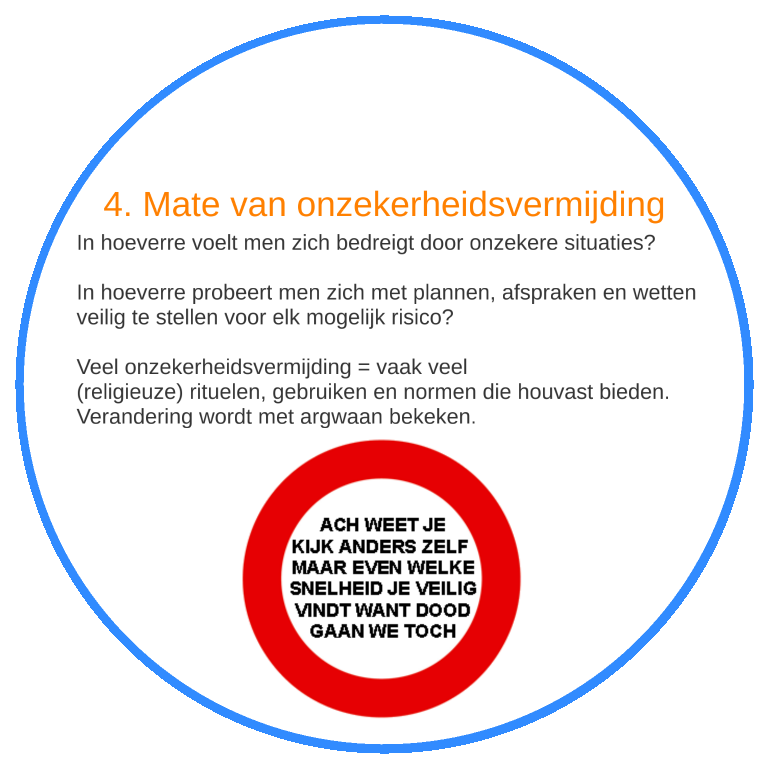 4. Mate van onzekerheidsvermijding
In hoeverre voelt men zich bedreigt door onzekere situaties?
In hoeverre probeert men zich met plannen, afspraken en wetten
veilig te stellen voor elk mogelijk risico?
Veel onzekerheidsvermijding = vaak veel
(religieuze) rituelen, gebruiken en normen die houvast bieden.
Verandering wordt met argwaan bekeken.
ACH WEET JE
KIJK ANDERS ZELF
MAAR EVEN WELKE
SNELHEID JE VEILIG
VINDT WANT DOOD
GAAN WE TOCH